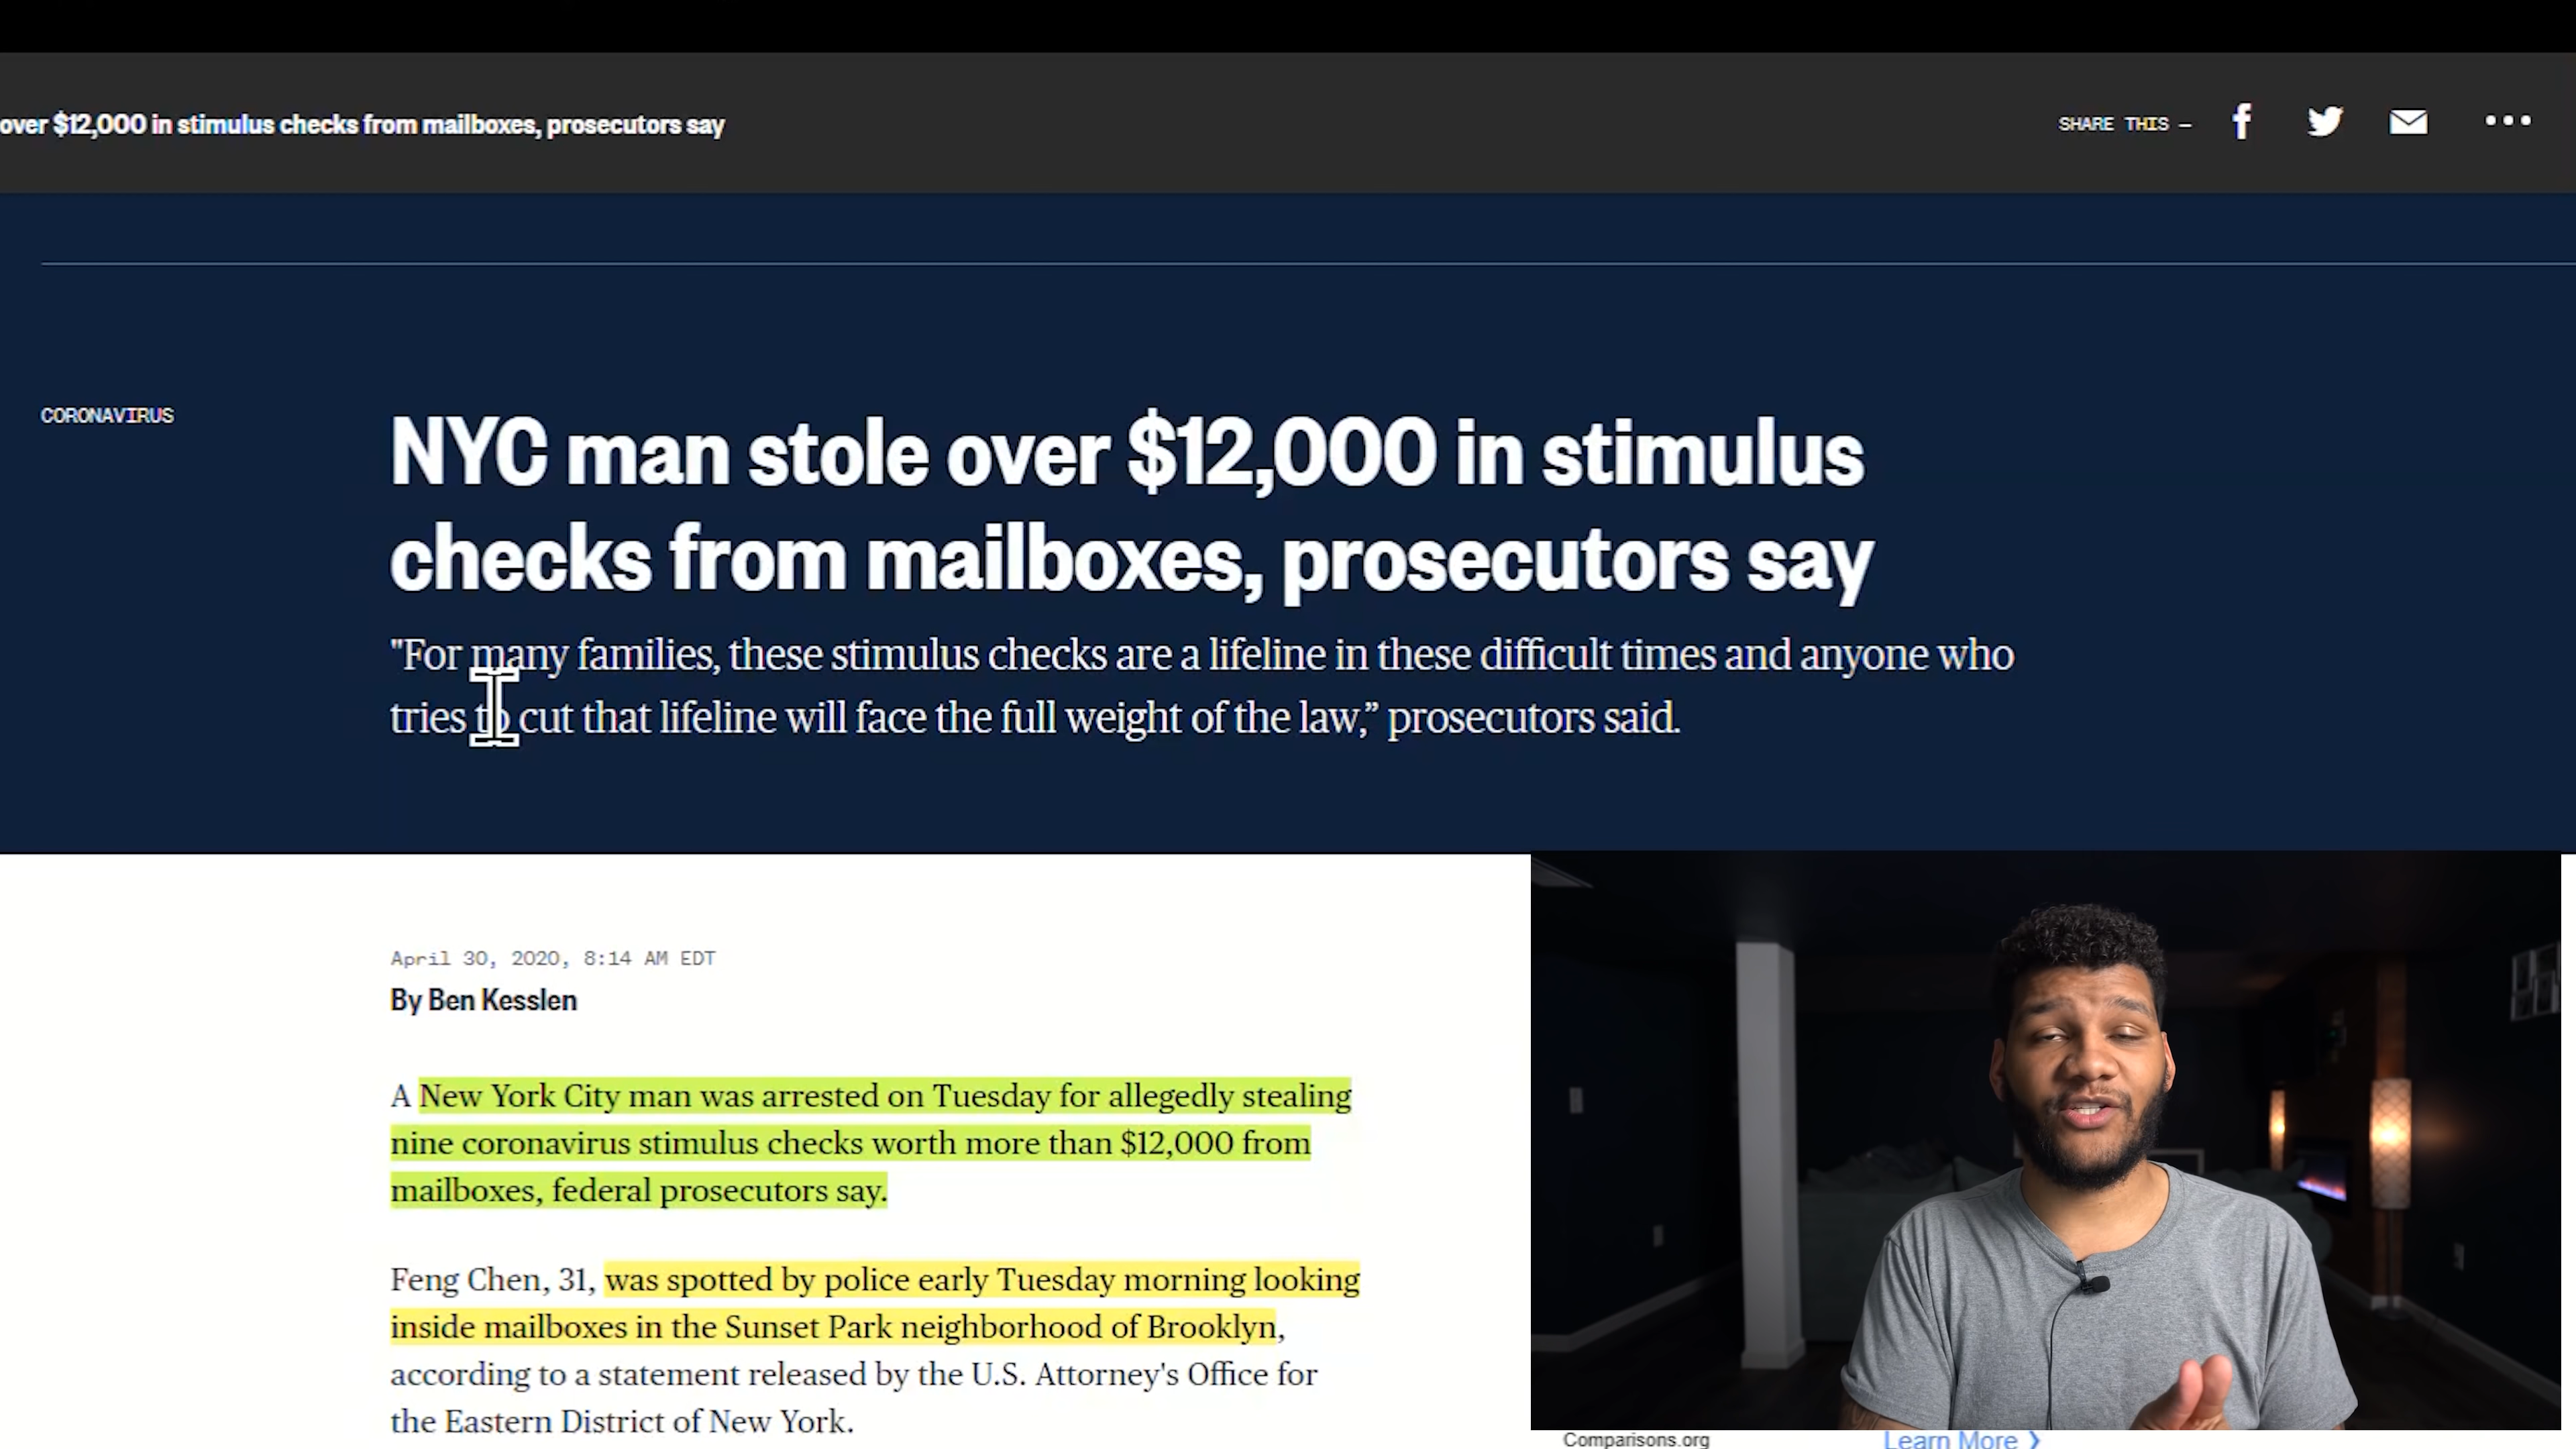 over $12,000 in stimulus checks from mailboxes, prosecutors say
SHARE THIS —
CORONAVIRUS
NYC man stole over $12,000 in stimulus
checks from mailboxes, prosecutors say
"For many families, these stimulus checks are a lifeline in these difficult times and anyone who
tries to cut that lifeline will face the full weight of the law,” prosecutors said.
April 30, 2020, 8:14 AM EDT
By Ben Kesslen
A New York City man was arrested on Tuesday for allegedly stealing
nine coronavirus stimulus checks worth more than $12,000 from
mailboxes, federal prosecutors say.
Feng Chen, 31, was spotted by police early Tuesday morning looking
inside mailboxes in the Sunset Park neighborhood of Brooklyn,
according to a statement released by the U.S. Attorney's Office for
the Eastern District of New York.
Comparisons.org
Learn More